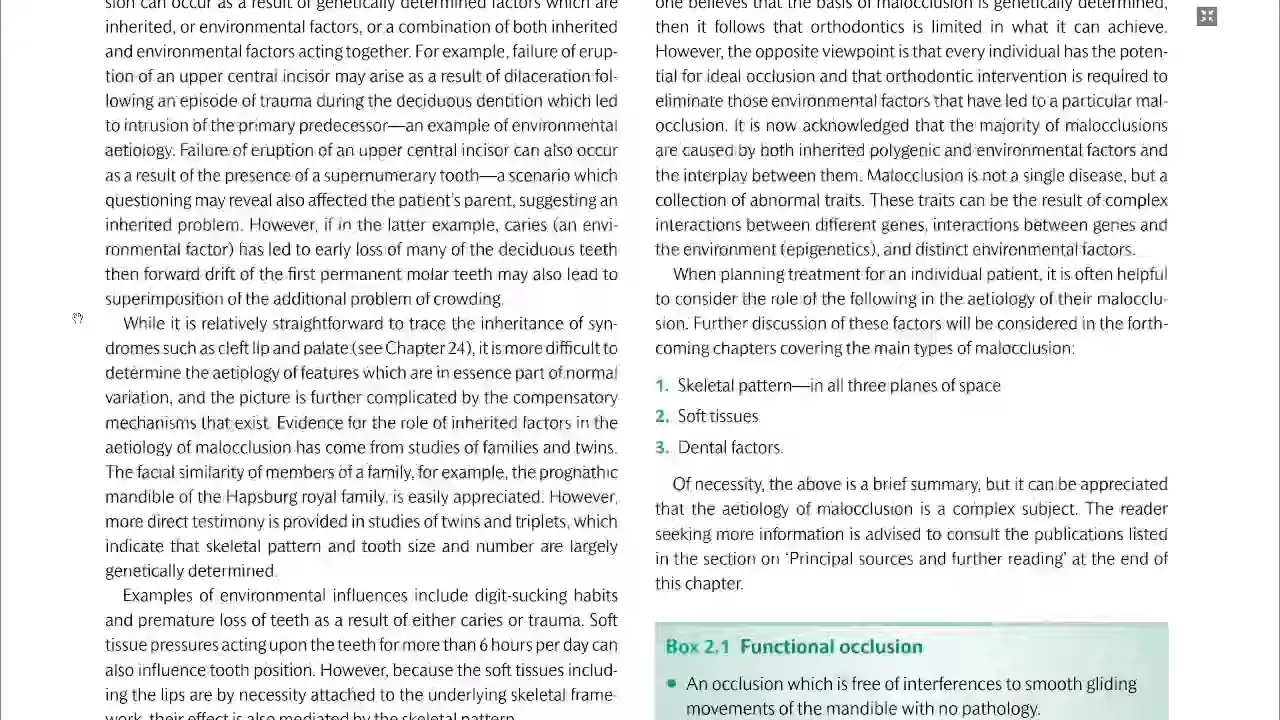 sion can occur as a result of genetically determined factors which are
inherited, or environmental factors, or a combination of both inherited
and environmental factors acting together. For example, failure of erup-
tion of an upper central incisor may arise as a result of dilaceration fol-
lowing an episode of trauma during the deciduous dentition which led
to intrusion of the primary predecessor—an example of environmental
aetiology. Failure of eruption of an upper central incisor can also occur
as a result of the presence of a supernumerary tooth—a scenario which
questioning may reveal also affected the patient's parent, suggesting an
inherited problem. However, if in the latter example, caries (an envi-
ronmental factor) has led to early loss of many of the deciduous teeth
then forward drift of the first permanent molar teeth may also lead to
superimposition of the additional problem of crowding.
While it is relatively straightforward to trace the inheritance of syn-
dromes such as cleft lip and palate (see Chapter 24), it is more difficult to
determine the aetiology of features which are in essence part of normal
variation, and the picture is further complicated by the compensatory
mechanisms that exist. Evidence for the role of inherited factors in the
aetiology of malocclusion has come from studies of families and twins.
The facial similarity of members of a family, for example, the prognathic
mandible of the Hapsburg royal family, is easily appreciated. However,
more direct testimony is provided in studies of twins and triplets, which
indicate that skeletal pattern and tooth size and number are largely
genetically determined.
Examples of environmental influences include digit-sucking habits
and premature loss of teeth as a result of either caries or trauma. Soft
tissue pressures acting upon the teeth for more than 6 hours per day can
also influence tooth position. However, because the soft tissues includ-
ing the lips are by necessity attached to the underlying skeletal frame-
work, their effect is also mediated by the skeletal pattern.
one believes that the basis of malocclusion is genetically determined,
then it follows that orthodontics is limited in what it can achieve.
However, the opposite viewpoint is that every individual has the poten-
tial for ideal occlusion and that orthodontic intervention is required to
eliminate those environmental factors that have led to a particular mal-
occlusion. It is now acknowledged that the majority of malocclusions
are caused by both inherited polygenic and environmental factors and
the interplay between them. Malocclusion is not a single disease, but a
collection of abnormal traits. These traits can be the result of complex
interactions between different genes, interactions between genes and
the environment (epigenetics), and distinct environmental factors.
When planning treatment for an individual patient, it is often helpful
to consider the role of the following in the aetiology of their malocclu-
sion. Further discussion of these factors will be considered in the forth-
coming chapters covering the main types of malocclusion:
1. Skeletal pattern—in all three planes of space
2. Soft tissues
3. Dental factors.
Of necessity, the above is a brief summary, but it can be appreciated
that the aetiology of malocclusion is a complex subject. The reader
seeking more information is advised to consult the publications listed
in the section on 'Principal sources and further reading' at the end of
this chapter.
Box 2.1 Functional occlusion
• An occlusion which is free of interferences to smooth gliding
movements of the mandible with no pathology.